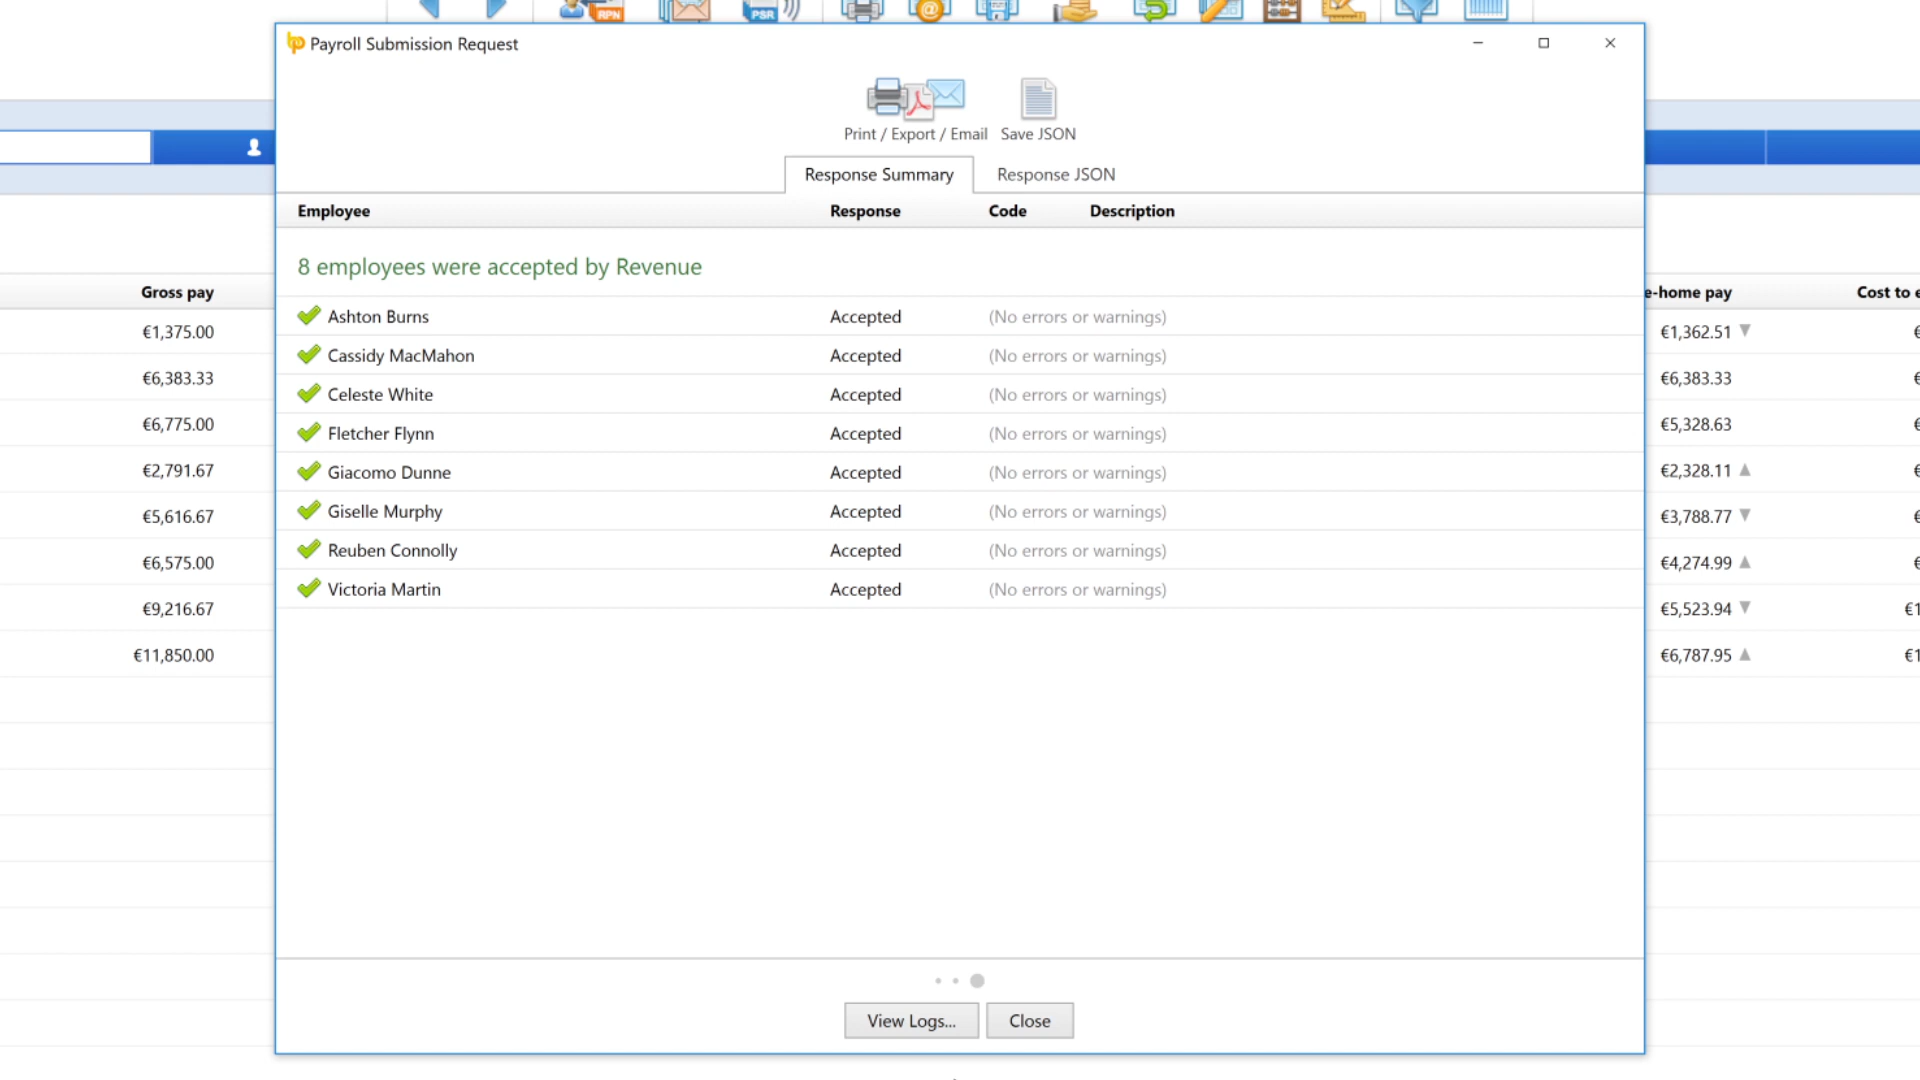 RPN
PSR
Payroll Submission Request
Print / Export / Email Save JSON
Response Summary Response JSON
Employee Response Code Description
8 employees were accepted by Revenue
Gross pay e-home pay Cost to e
Ashton Burns Accepted (No errors or warnings)
€1,375.00 €1,362.51 €
Cassidy MacMahon Accepted (No errors or warnings)
€6,383.33 €6,383.33 €
Celeste White Accepted (No errors or warnings)
€6,775.00 €5,328.63 €
Fletcher Flynn Accepted (No errors or warnings)
€2,791.67 €2,328.11 €
Giacomo Dunne Accepted (No errors or warnings)
€5,616.67 €3,788.77 €
Giselle Murphy Accepted (No errors or warnings)
€6,575.00 €4,274.99 €
Reuben Connolly Accepted (No errors or warnings)
€9,216.67 €5,523.94 €1
Victoria Martin Accepted (No errors or warnings)
€11,850.00 €6,787.95 €1
View Logs... Close